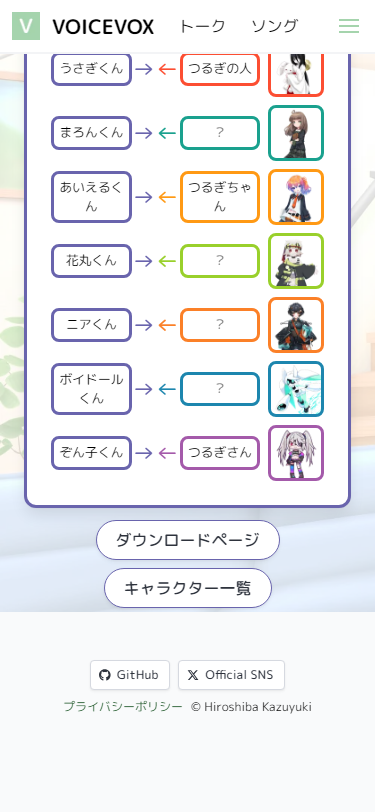 V VOICEVOX トーク ソング
うさぎくん → ← つるぎの人
まろんくん → ← ?
あいえるく
ん → ← つるぎちゃ
ん
花丸くん → ← ?
ニアくん → ← ?
ボイドール
くん → ← ?
ぞん子くん → ← つるぎさん
ダウンロードページ
キャラクター一覧
GitHub Official SNS
プライバシーポリシー © Hiroshiba Kazuyuki